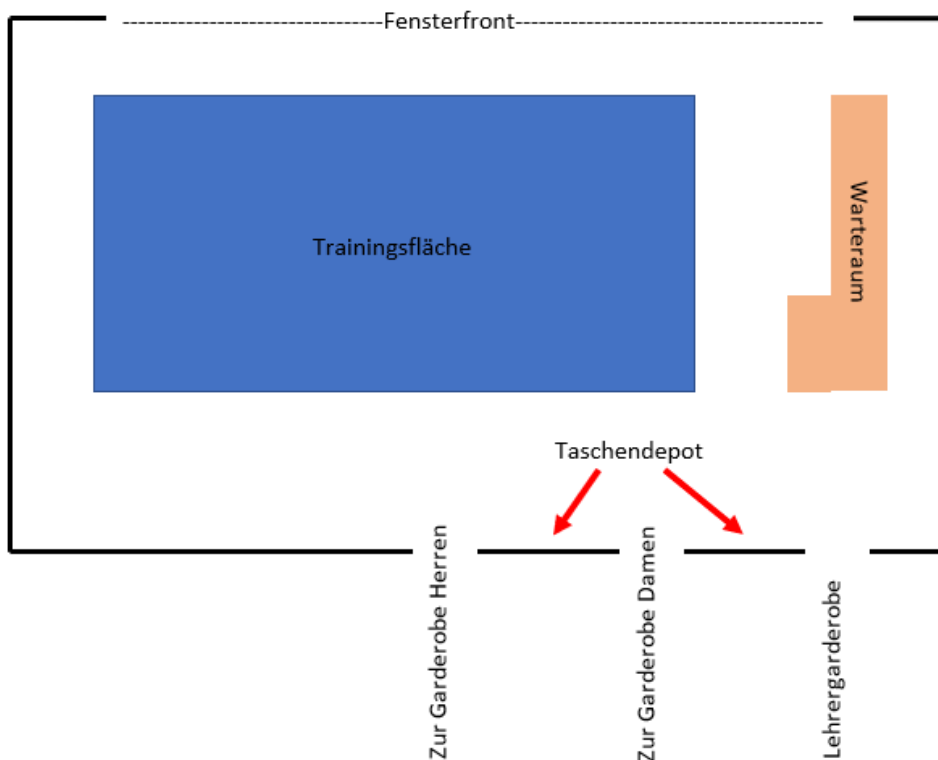 Fensterfront
Trainingsfläche
Warteraum
Taschendepot
Zur Garderobe Herren
Zur Garderobe Damen
Lehrergarderobe